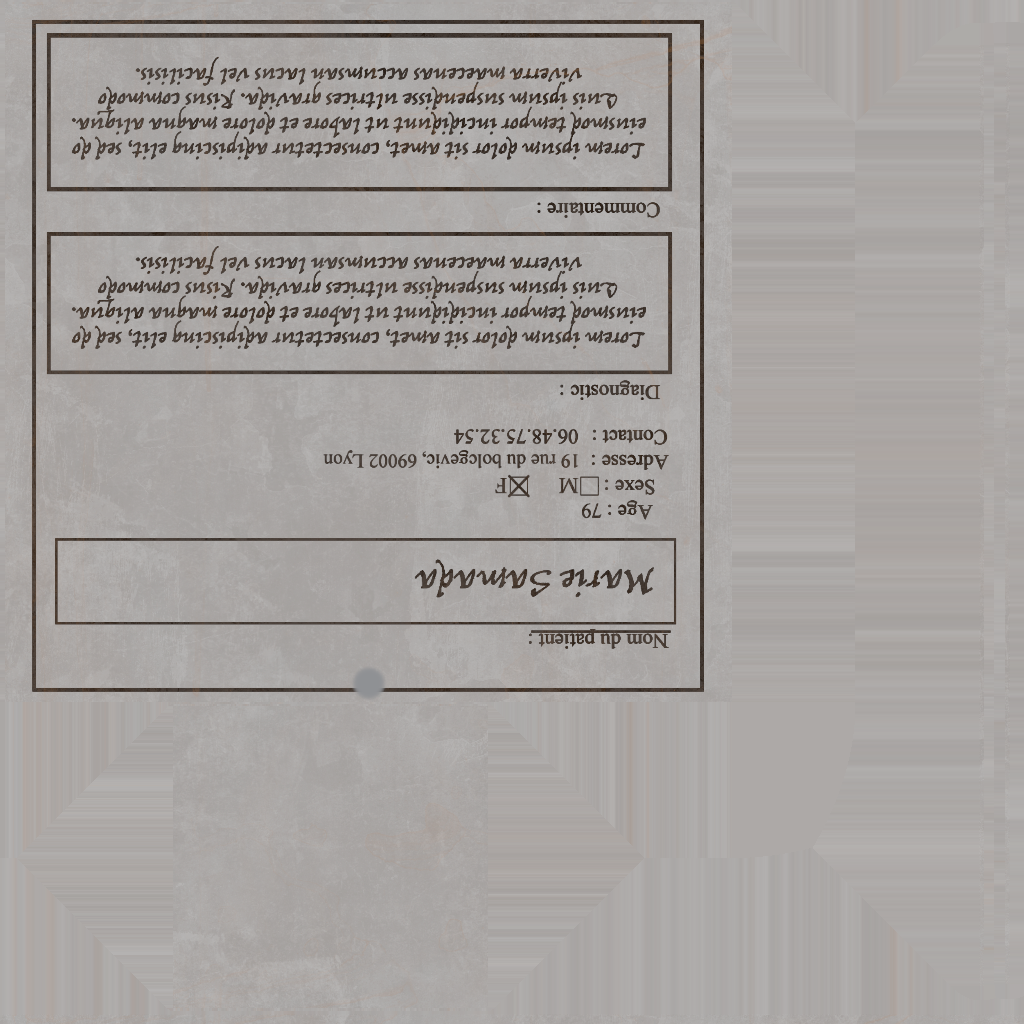 Nom du patient :
Marie Samada
Age : 79
Sexe : M F
Adresse : 19 rue du bolcgevic, 69002 Lyon
Contact : 06.48.75.32.54
Diagnostic :
Lorem ipsum dolor sit amet, consectetur adipiscing elit, sed do
eiusmod tempor incididunt ut labore et dolore magna aliqua.
Quis ipsum suspendisse ultrices gravida. Risus commodo
viverra maecenas accumsan lacus vel facilisis.
Commentaire :
Lorem ipsum dolor sit amet, consectetur adipiscing elit, sed do
eiusmod tempor incididunt ut labore et dolore magna aliqua.
Quis ipsum suspendisse ultrices gravida. Risus commodo
viverra maecenas accumsan lacus vel facilisis.